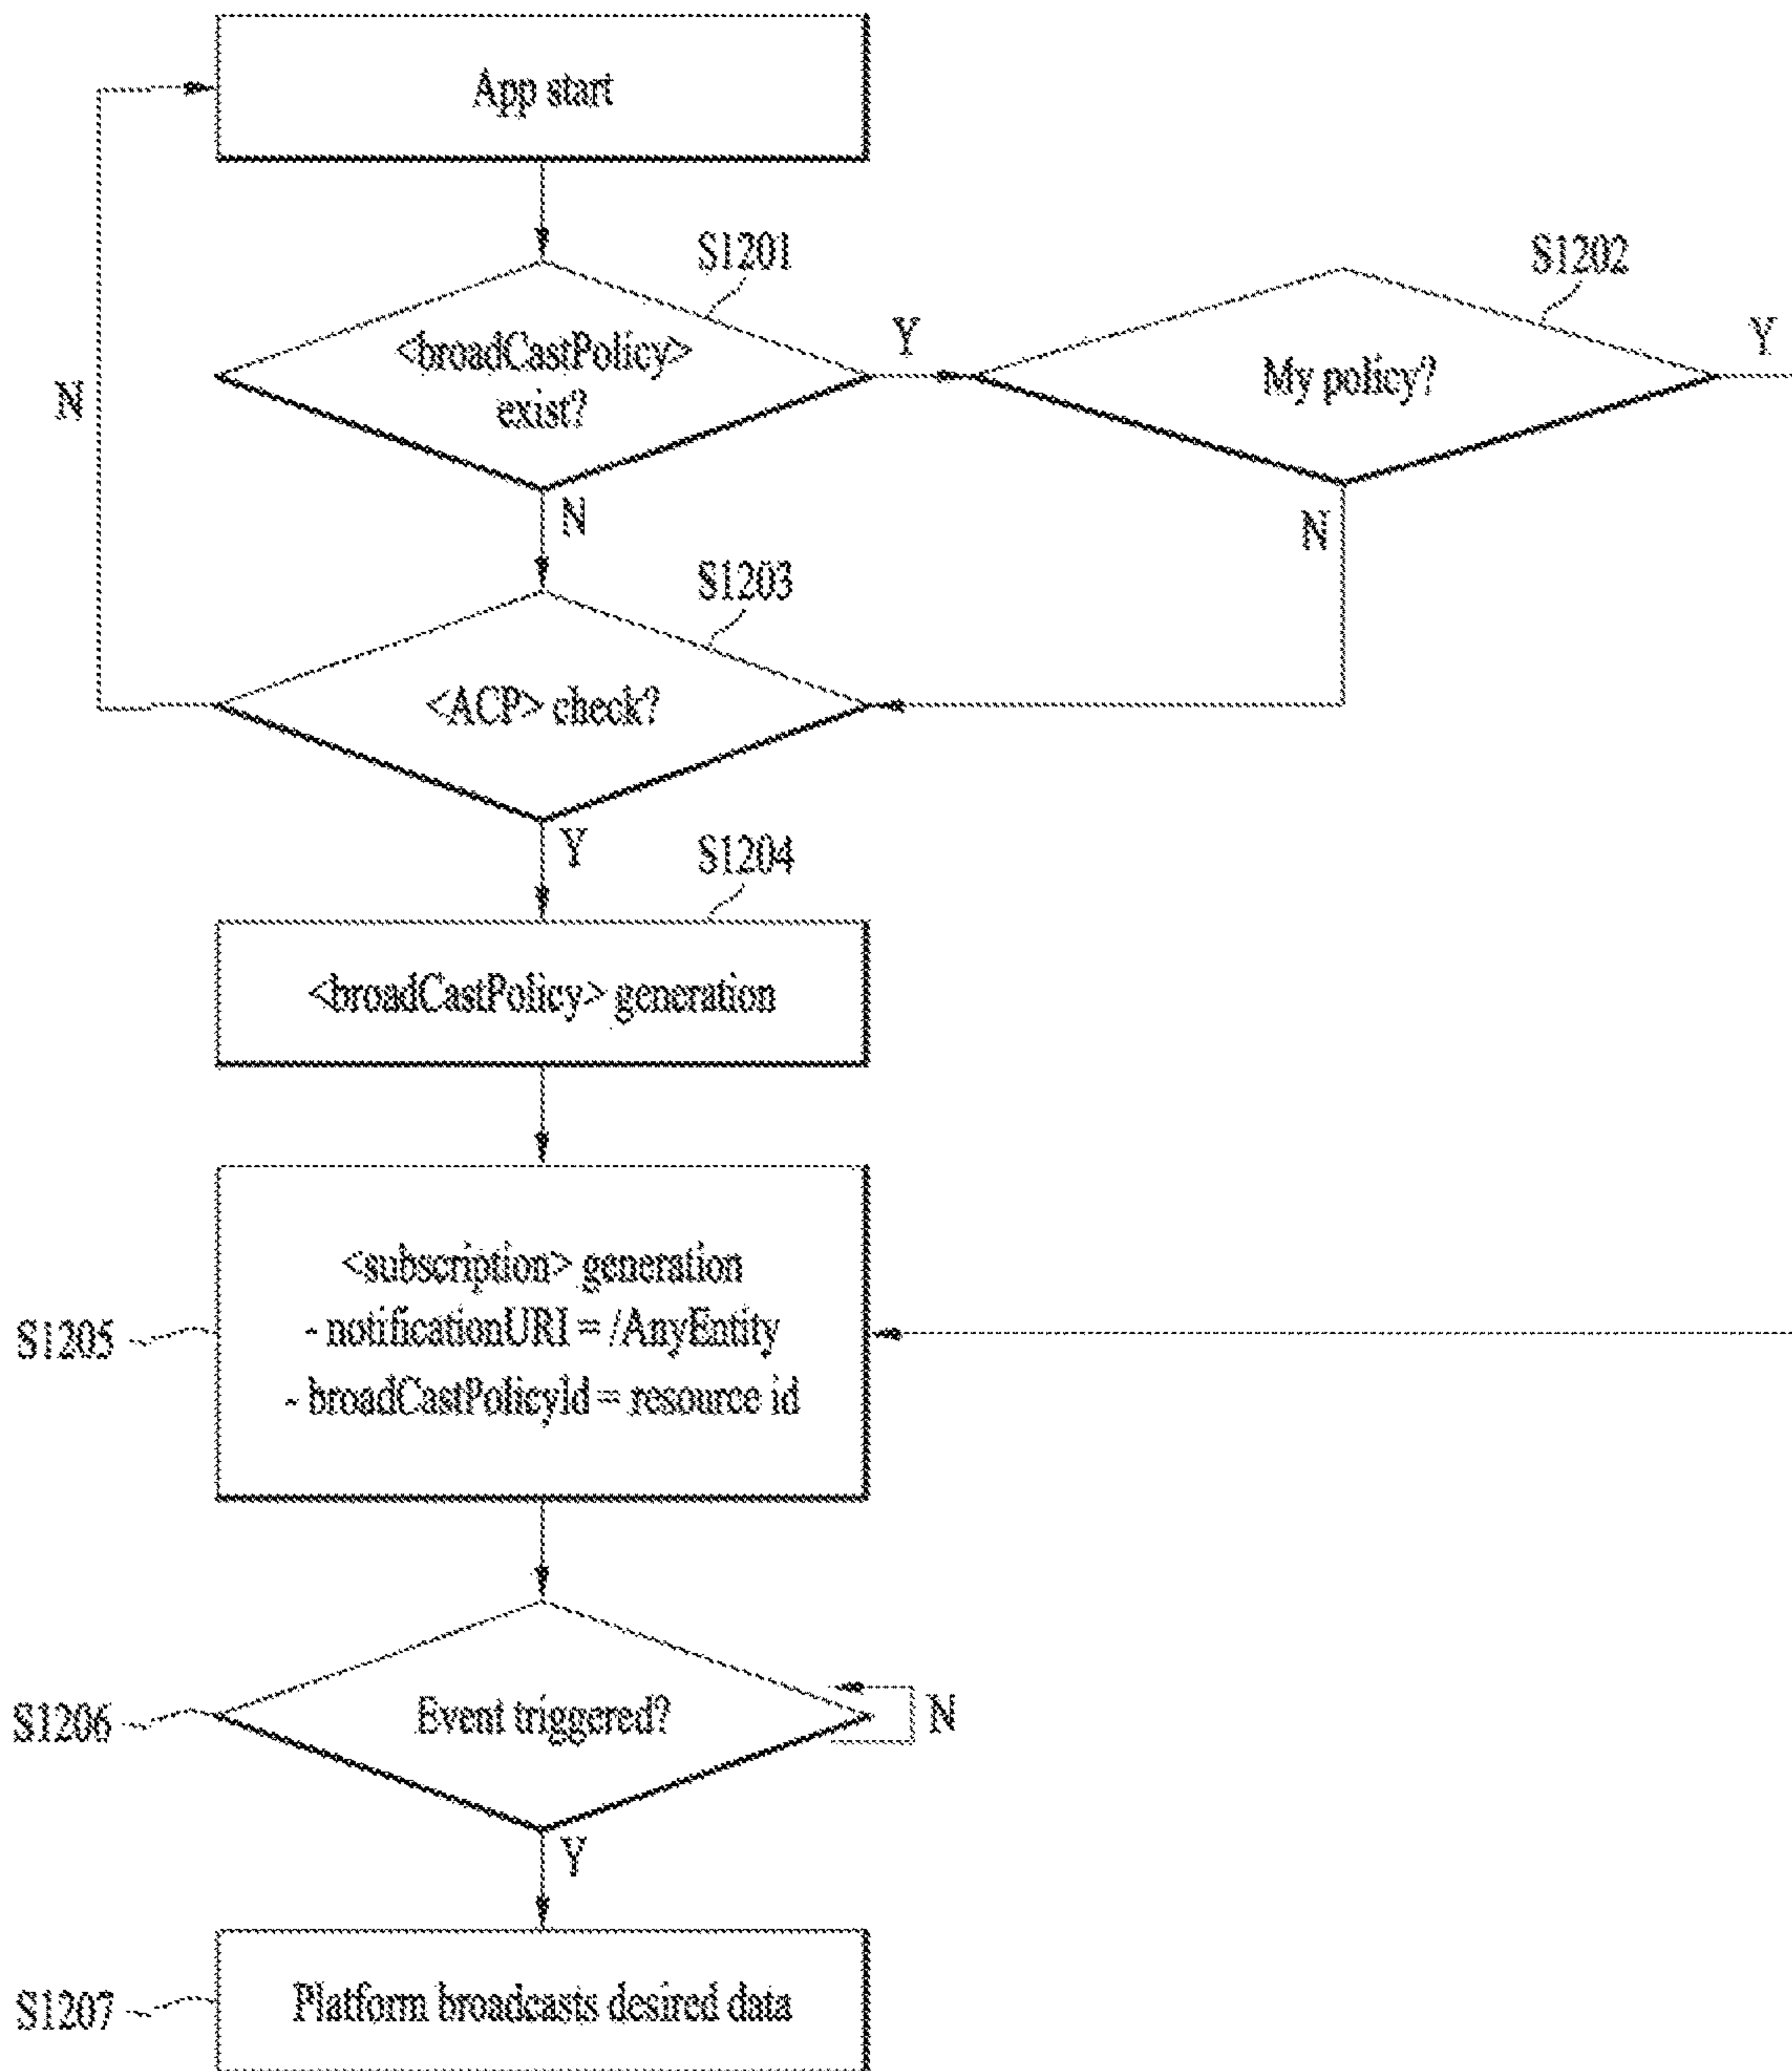 App start
S1201
S1202
<broadCastPolicy>
exist?
Y
My policy?
Y
N
N
N
S1203
<ACP> check?
Y
S1204
<broadCastPolicy> generation
<subscription> generation
- notificationURI = /AnyEntity
- broadCastPolicyId = resource id
S1205
Event triggered?
N
S1206
Y
Platform broadcasts desired data
S1207